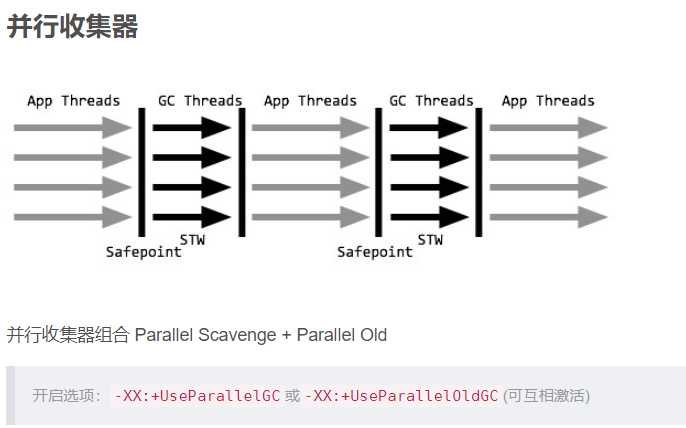 并行收集器
App Threads GC Threads App Threads GC Threads App Threads
STW STW
Safepoint Safepoint
并行收集器组合 Parallel Scavenge + Parallel Old
开启选项：-XX:+UseParallelGC 或 -XX:+UseParallelOldGC (可互相激活)